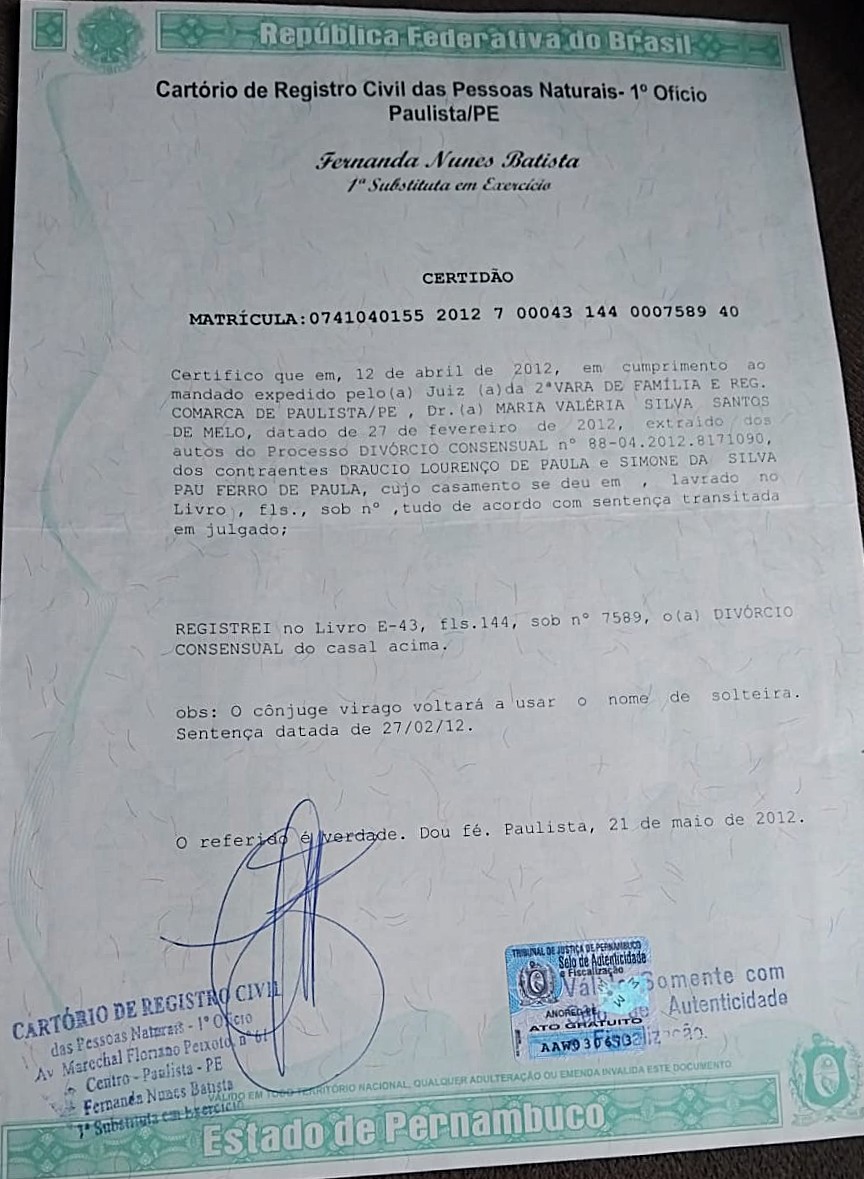 República Federativa do Brasil
Cartório de Registro Civil das Pessoas Naturais- 1º Ofício
Paulista/PE
Fernanda Nunes Batista
1ª Substituta em Exercício
CERTIDÃO
MATRÍCULA:0741040155 2012 7 00043 144 0007589 40
Certifico que em, 12 de abril de 2012, em cumprimento ao
mandado expedido pelo(a) Juiz (a)da 2ªVARA DE FAMÍLIA E REG.
COMARCA DE PAULISTA/PE , Dr.(a) MARIA VALÉRIA SILVA SANTOS
DE MELO, datado de 27 de fevereiro de 2012, extraído dos
autos do Processo DIVÓRCIO CONSENSUAL nº 88-04.2012.8171090,
dos contraentes DRAUCIO LOURENÇO DE PAULA e SIMONE DA SILVA
PAU FERRO DE PAULA, cujo casamento se deu em , lavrado no
Livro , fls., sob nº ,tudo de acordo com sentença transitada
em julgado;
REGISTREI no Livro E-43, fls.144, sob nº 7589, o(a) DIVÓRCIO
CONSENSUAL do casal acima.
obs: O cônjuge virago voltará a usar o nome de solteira.
Sentença datada de 27/02/12.
O referido é verdade. Dou fé. Paulista, 21 de maio de 2012.
TRIBUNAL DE JUSTIÇA DE PERNAMBUCO
Selo de Autenticidade
e Fiscalização
ANOREG-PE
ATO GRATUITO
Somente com
Autenticidade
CARTÓRIO DE REGISTRO CIVIL
das Pessoas Naturais - 1º Ofício
Av Marechal Floriano Peixoto, nº 61
Centro - Paulista - PE
Fernanda Nunes Batista
1ª Substituta em Exercício
VÁLIDO EM TODO TERRITÓRIO NACIONAL, QUALQUER ADULTERAÇÃO OU EMENDA INVALIDA ESTE DOCUMENTO
Estado de Pernambuco